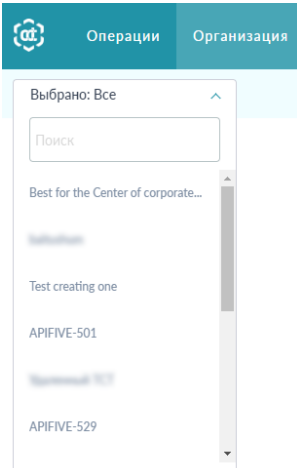 Операции
Организация
Выбрано: Все
Поиск
Best for the Center of corporate...
Test creating one
APIFIVE-501
APIFIVE-529